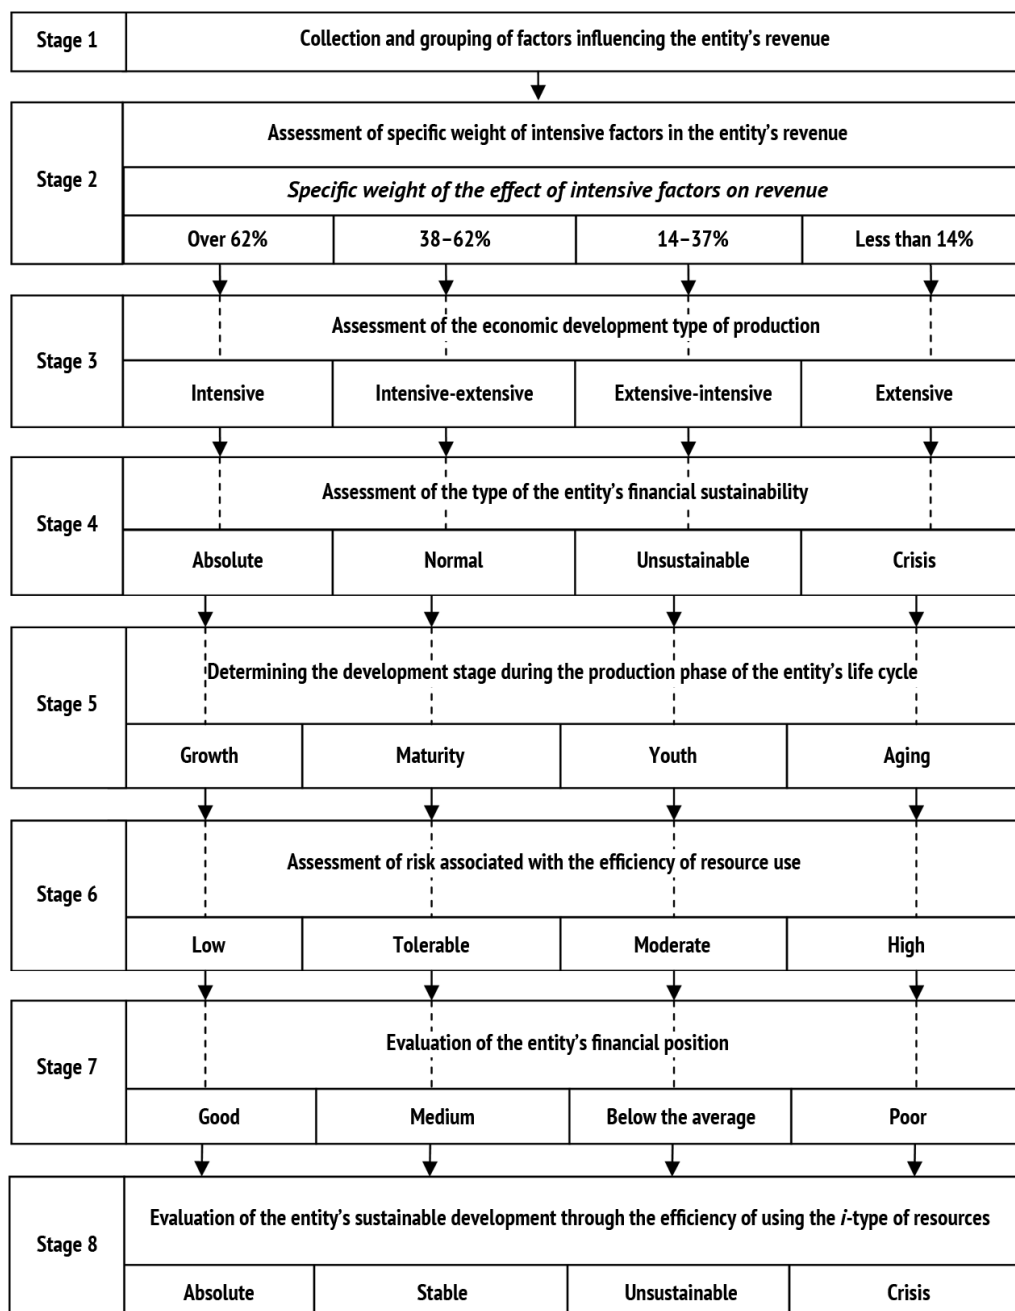 Stage 1
Collection and grouping of factors influencing the entity's revenue
Stage 2
Assessment of specific weight of intensive factors in the entity's revenue
Specific weight of the effect of intensive factors on revenue
Over 62%
38–62%
14–37%
Less than 14%
Stage 3
Assessment of the economic development type of production
Intensive
Intensive-extensive
Extensive-intensive
Extensive
Stage 4
Assessment of the type of the entity's financial sustainability
Absolute
Normal
Unsustainable
Crisis
Stage 5
Determining the development stage during the production phase of the entity's life cycle
Growth
Maturity
Youth
Aging
Stage 6
Assessment of risk associated with the efficiency of resource use
Low
Tolerable
Moderate
High
Stage 7
Evaluation of the entity's financial position
Good
Medium
Below the average
Poor
Stage 8
Evaluation of the entity's sustainable development through the efficiency of using the i-type of resources
Absolute
Stable
Unsustainable
Crisis